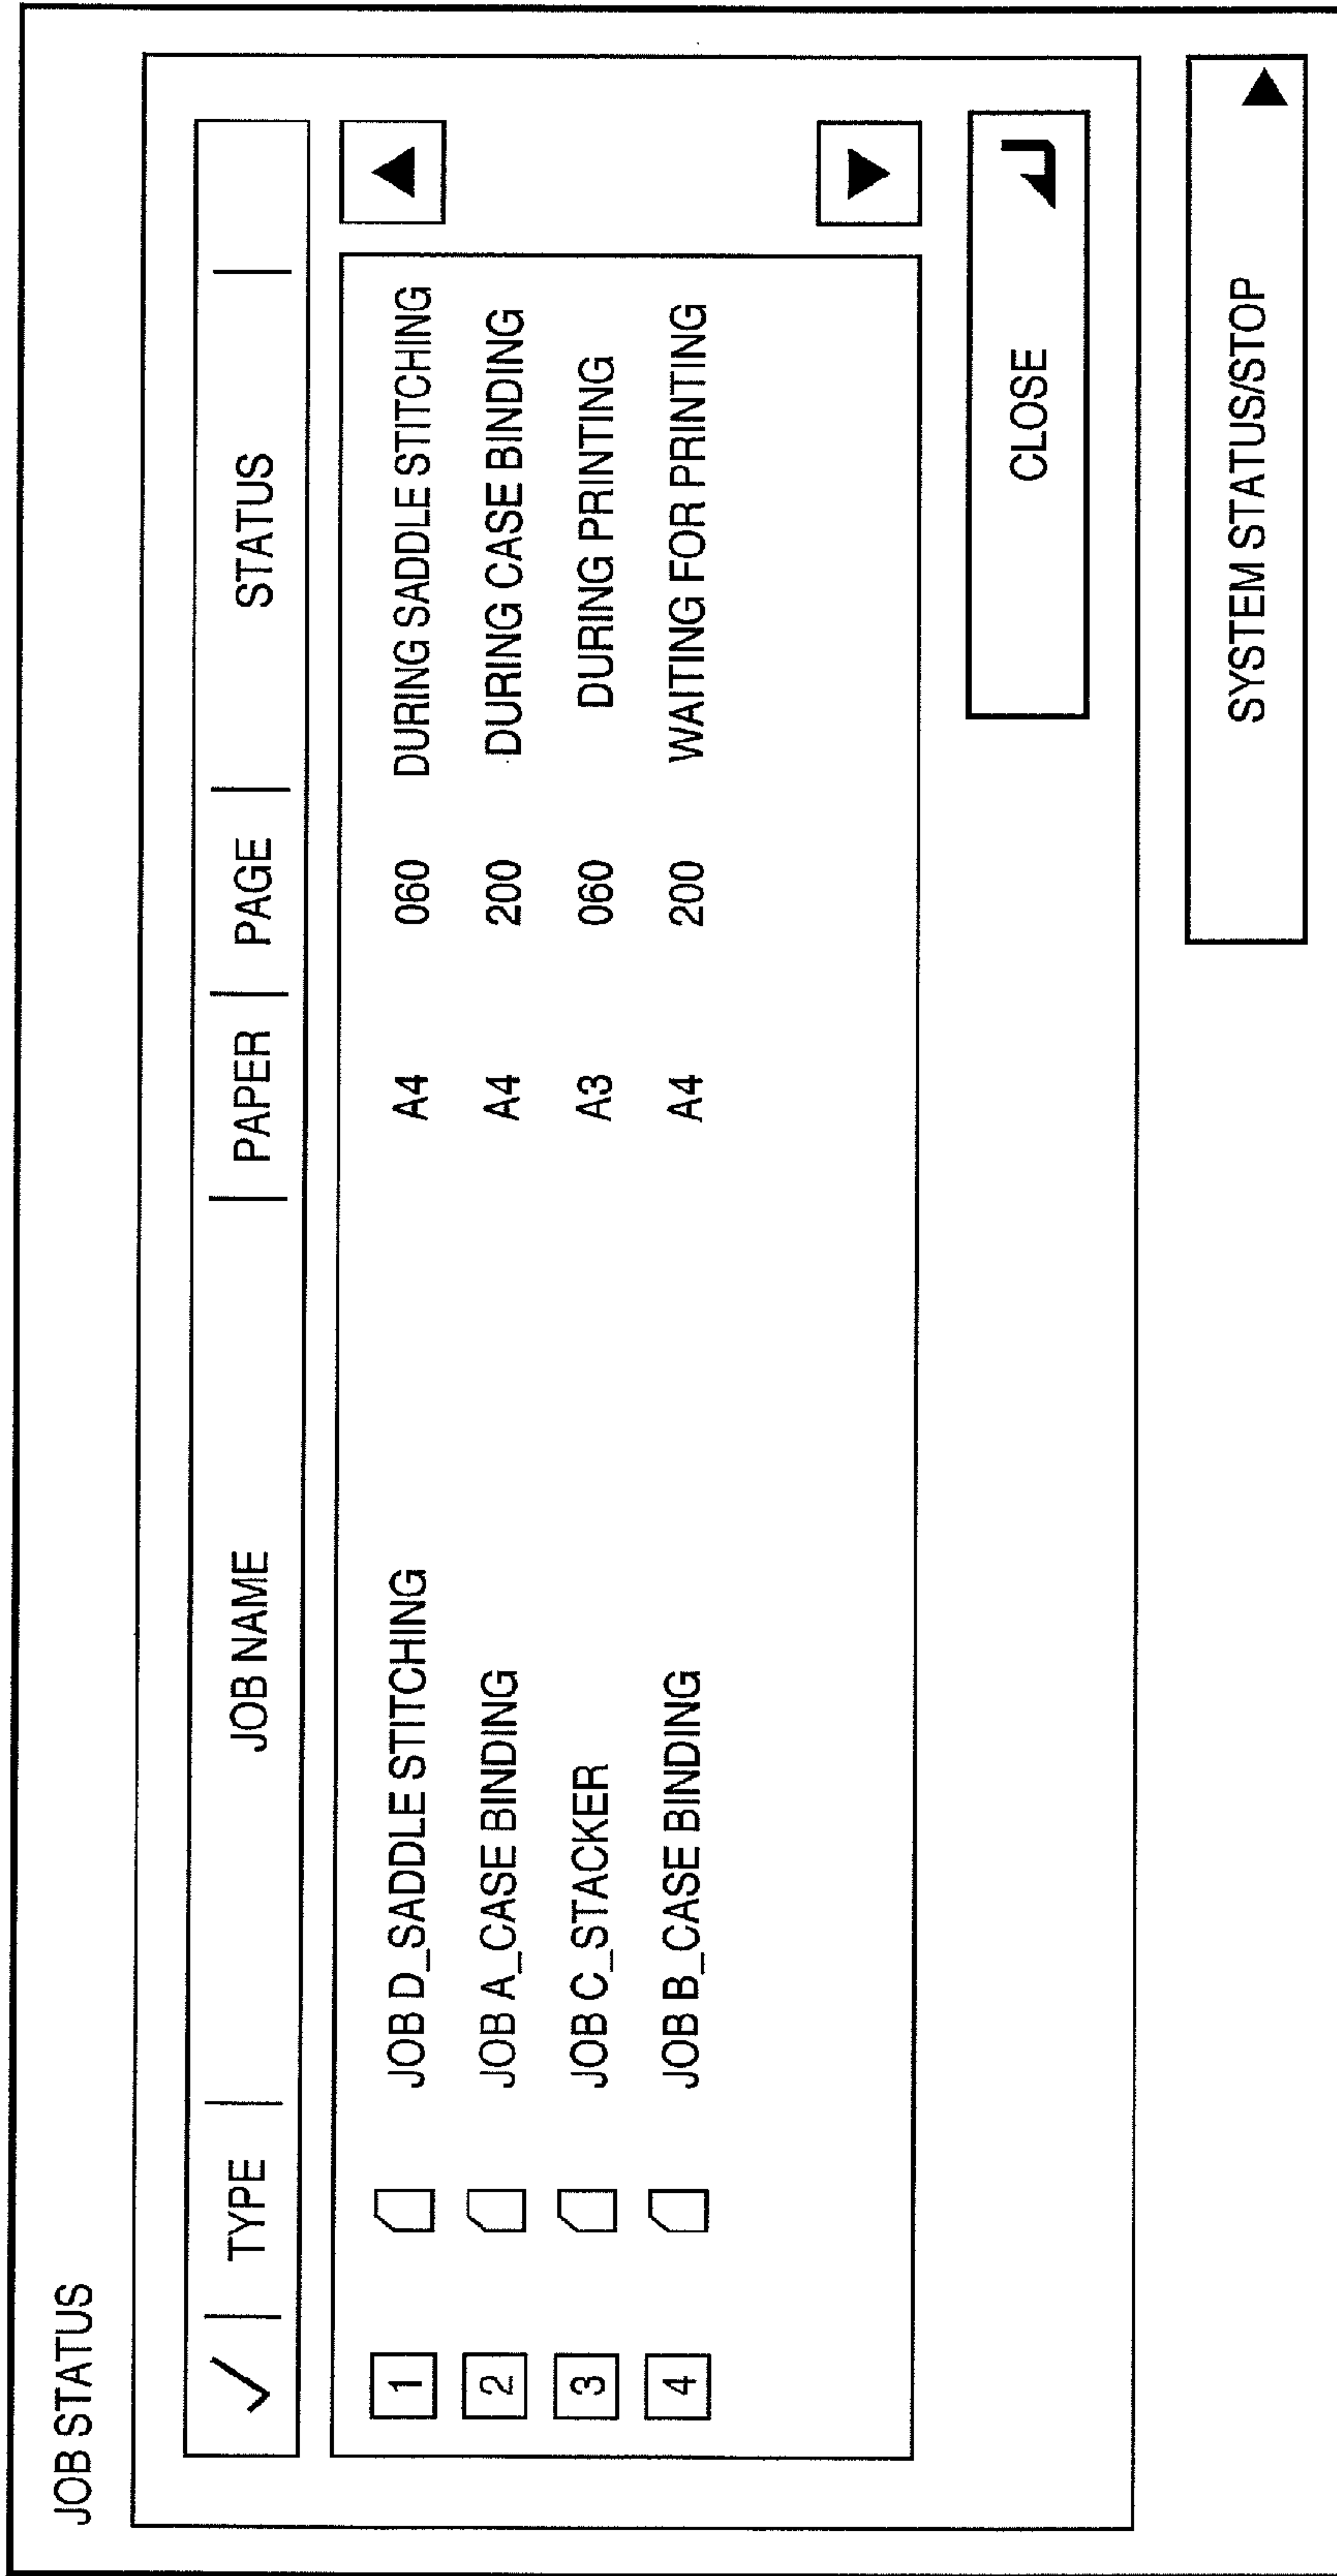 JOB STATUS
✓ | TYPE | JOB NAME | PAPER | PAGE | STATUS |
1 JOB D_SADDLE STITCHING A4 060 DURING SADDLE STITCHING
2 JOB A_CASE BINDING A4 200 DURING CASE BINDING
3 JOB C_STACKER A3 060 DURING PRINTING
4 JOB B_CASE BINDING A4 200 WAITING FOR PRINTING
CLOSE
SYSTEM STATUS/STOP